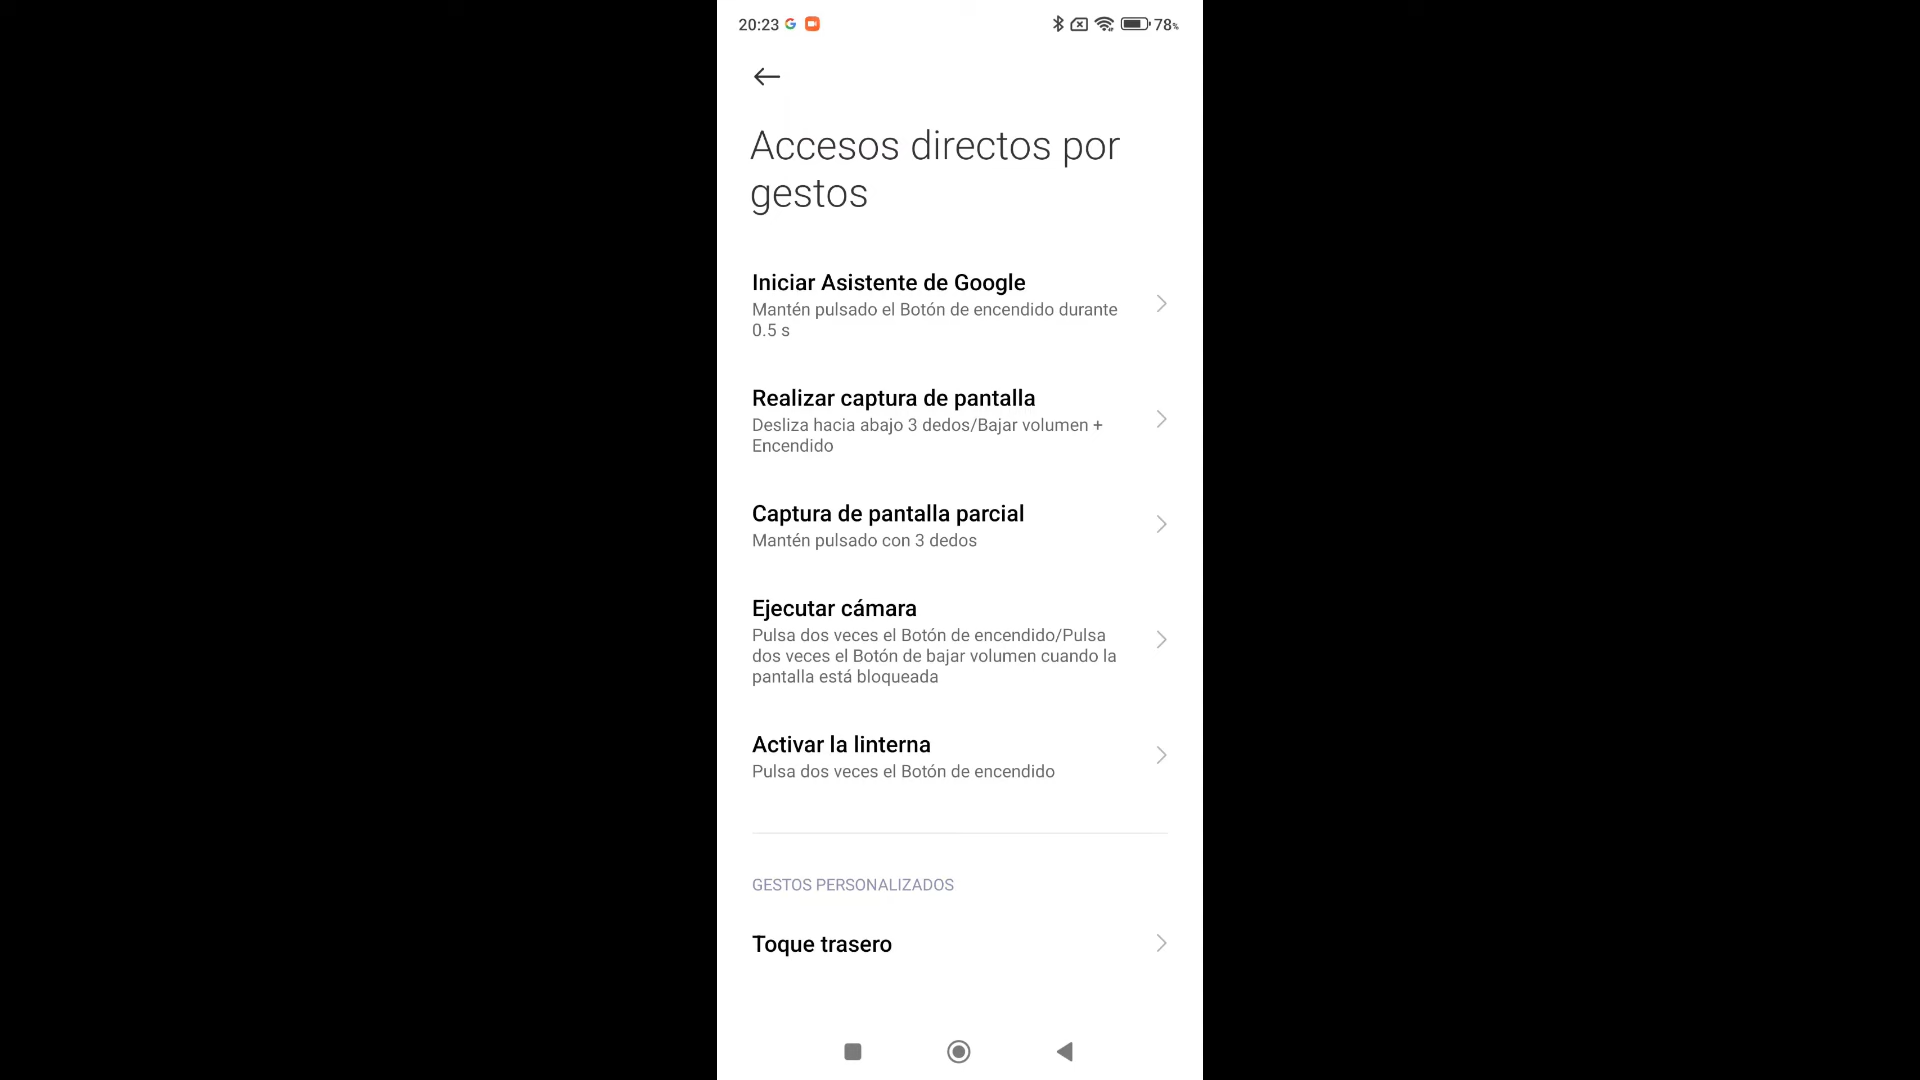 20:23
78%
Accesos directos por
gestos
Iniciar Asistente de Google
Mantén pulsado el Botón de encendido durante
0.5 s
Realizar captura de pantalla
Desliza hacia abajo 3 dedos/Bajar volumen +
Encendido
Captura de pantalla parcial
Mantén pulsado con 3 dedos
Ejecutar cámara
Pulsa dos veces el Botón de encendido/Pulsa
dos veces el Botón de bajar volumen cuando la
pantalla está bloqueada
Activar la linterna
Pulsa dos veces el Botón de encendido
GESTOS PERSONALIZADOS
Toque trasero